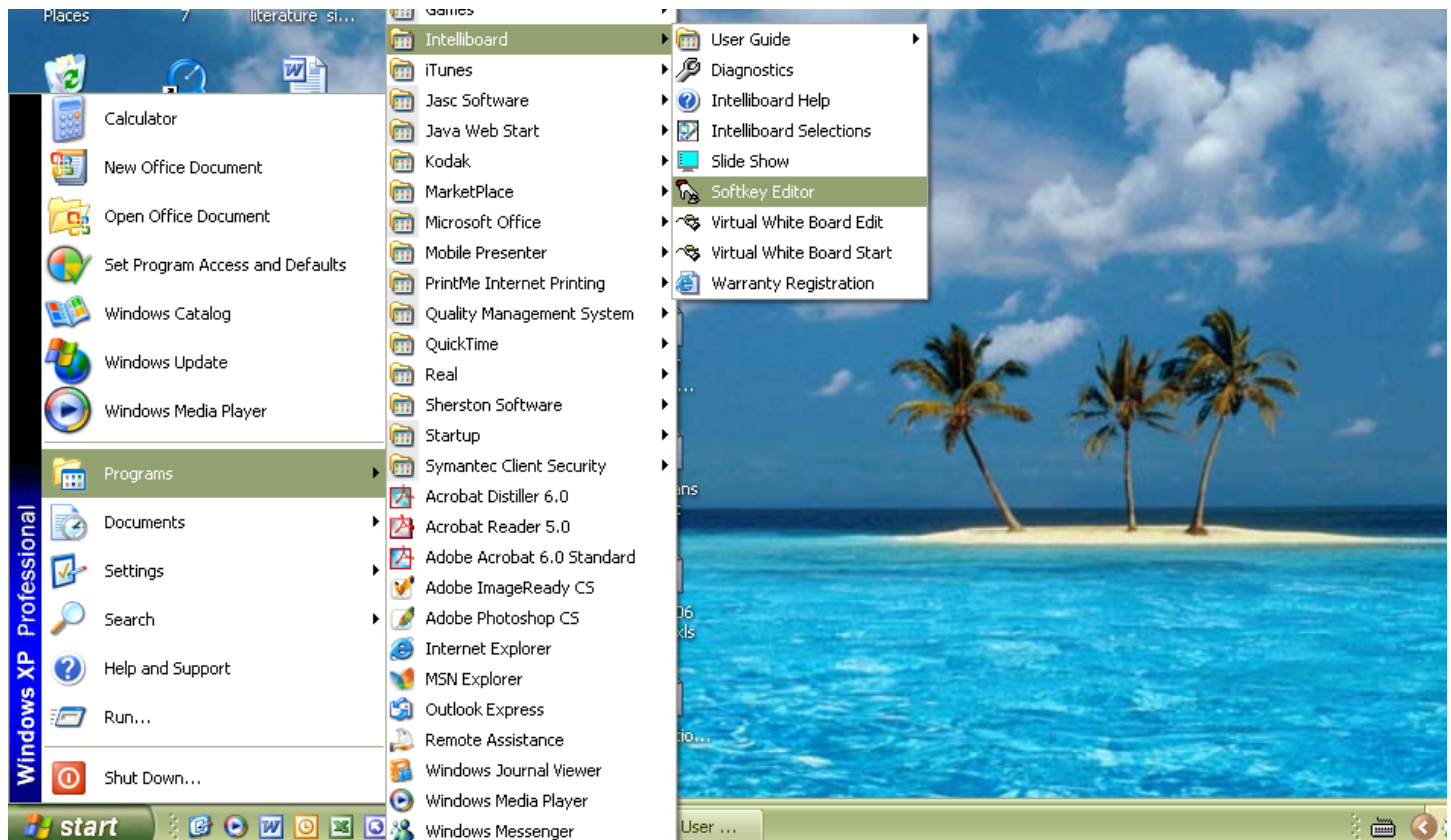 Places
7
literature si...
Calculator
New Office Document
Open Office Document
Set Program Access and Defaults
Windows Catalog
Windows Update
Windows Media Player
Programs
Documents
Settings
Search
Help and Support
Run...
Shut Down...
Windows XP Professional
Games
Intelliboard
iTunes
Jasc Software
Java Web Start
Kodak
MarketPlace
Microsoft Office
Mobile Presenter
PrintMe Internet Printing
Quality Management System
QuickTime
Real
Sherston Software
Startup
Symantec Client Security
Acrobat Distiller 6.0
Acrobat Reader 5.0
Adobe Acrobat 6.0 Standard
Adobe ImageReady CS
Adobe Photoshop CS
Internet Explorer
MSN Explorer
Outlook Express
Remote Assistance
Windows Journal Viewer
Windows Media Player
Windows Messenger
User Guide
Diagnostics
Intelliboard Help
Intelliboard Selections
Slide Show
Softkey Editor
Virtual White Board Edit
Virtual White Board Start
Warranty Registration
start
User ...